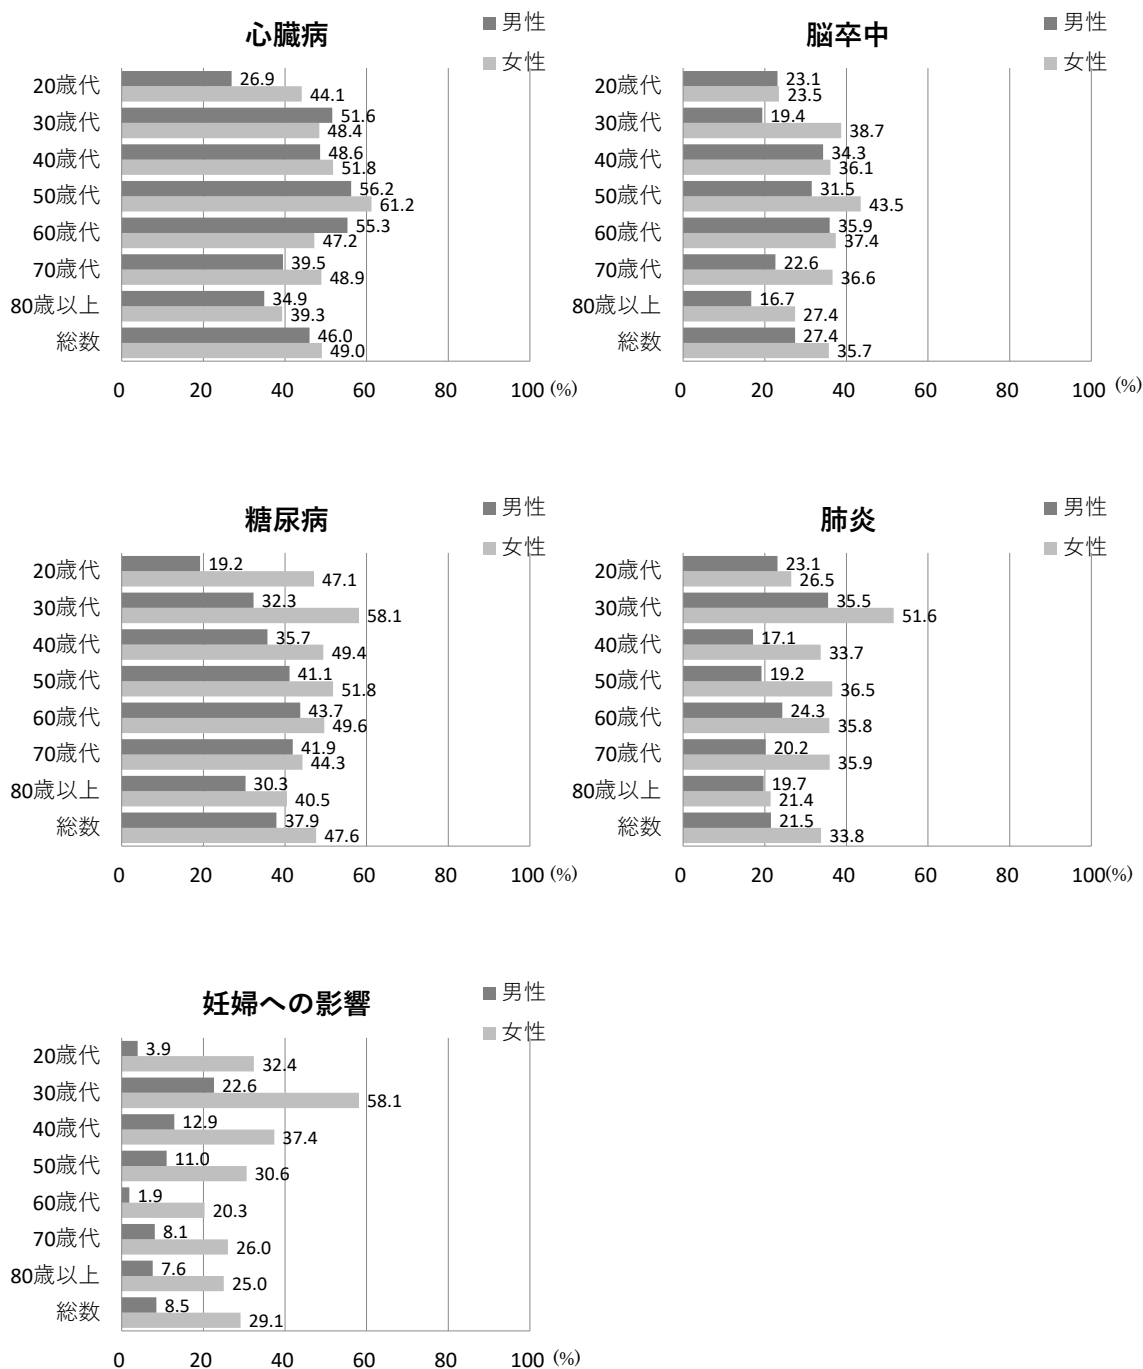 心臓病
■男性
■女性
20歳代 26.9
44.1
30歳代 51.6
48.4
40歳代 48.6
51.8
50歳代 56.2
61.2
60歳代 55.3
47.2
70歳代 39.5
48.9
80歳以上 34.9
39.3
総数 46.0
49.0
0 20 40 60 80 100 (%)
脳卒中
■男性
■女性
20歳代 23.1
23.5
30歳代 19.4
38.7
40歳代 34.3
36.1
50歳代 31.5
43.5
60歳代 35.9
37.4
70歳代 22.6
36.6
80歳以上 16.7
27.4
総数 27.4
35.7
0 20 40 60 80 100 (%)
糖尿病
■男性
■女性
20歳代 19.2
47.1
30歳代 32.3
58.1
40歳代 35.7
49.4
50歳代 41.1
51.8
60歳代 43.7
49.6
70歳代 41.9
44.3
80歳以上 30.3
40.5
総数 37.9
47.6
0 20 40 60 80 100 (%)
肺炎
■男性
■女性
20歳代 23.1
26.5
30歳代 35.5
51.6
40歳代 17.1
33.7
50歳代 19.2
36.5
60歳代 24.3
35.8
70歳代 20.2
35.9
80歳以上 19.7
21.4
総数 21.5
33.8
0 20 40 60 80 100(%)
妊婦への影響
■男性
■女性
20歳代 3.9
32.4
30歳代 22.6
58.1
40歳代 12.9
37.4
50歳代 11.0
30.6
60歳代 1.9
20.3
70歳代 8.1
26.0
80歳以上 7.6
25.0
総数 8.5
29.1
0 20 40 60 80 100 (%)